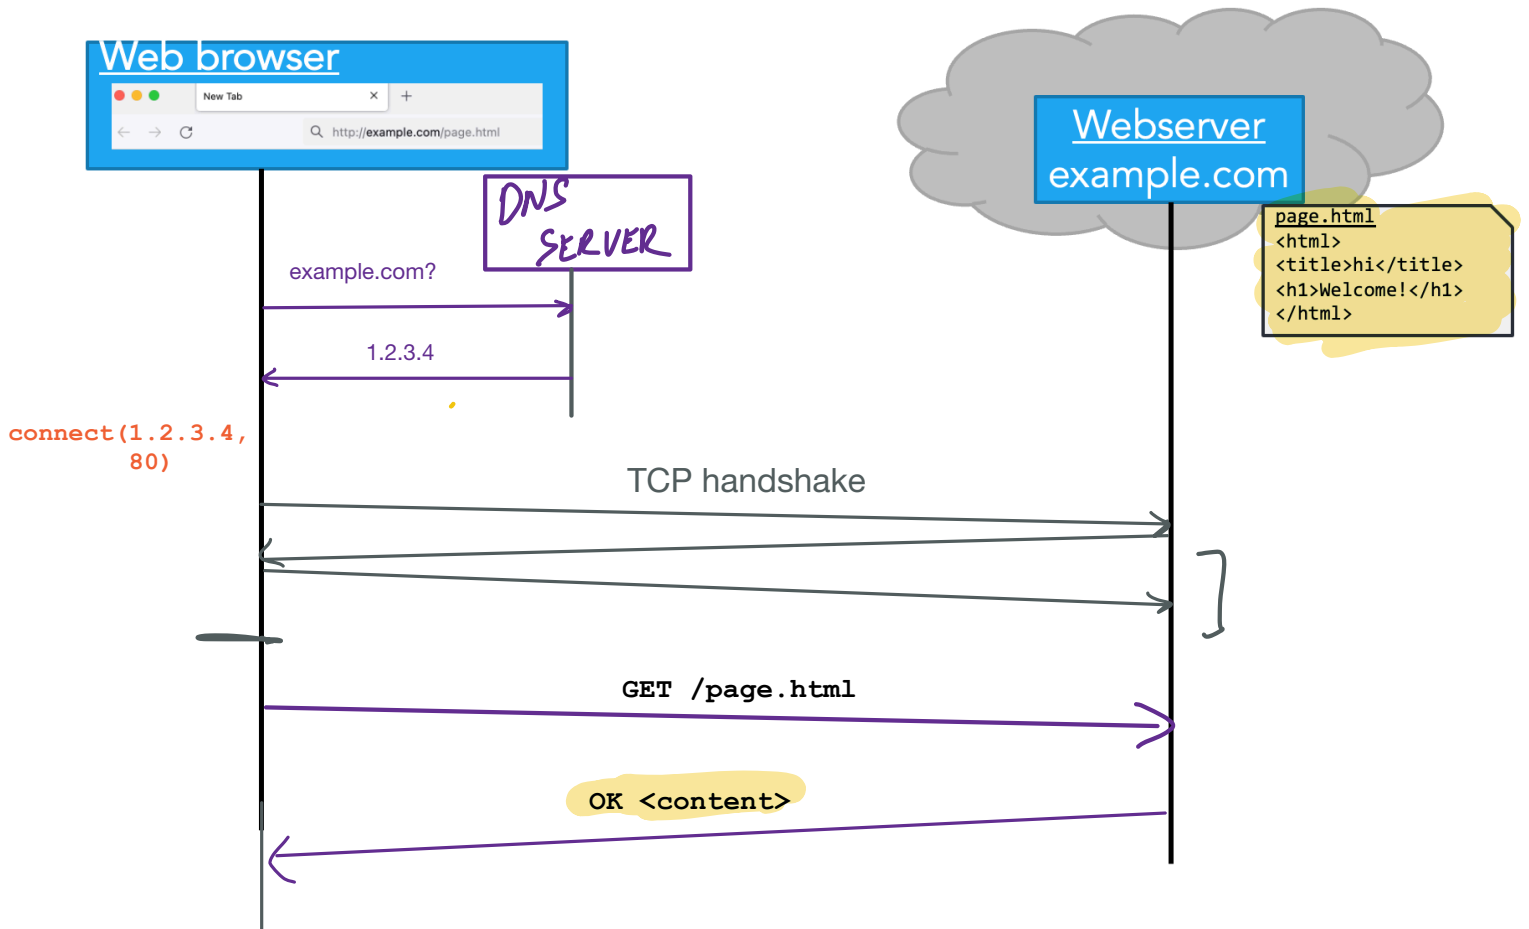 Web browser
New Tab
http://example.com/page.html
Webserver
example.com
DNS
SERVER
page.html
<html>
<title>hi</title>
<h1>Welcome!</h1>
</html>
example.com?
1.2.3.4
connect(1.2.3.4,
80)
TCP handshake
GET /page.html
OK <content>